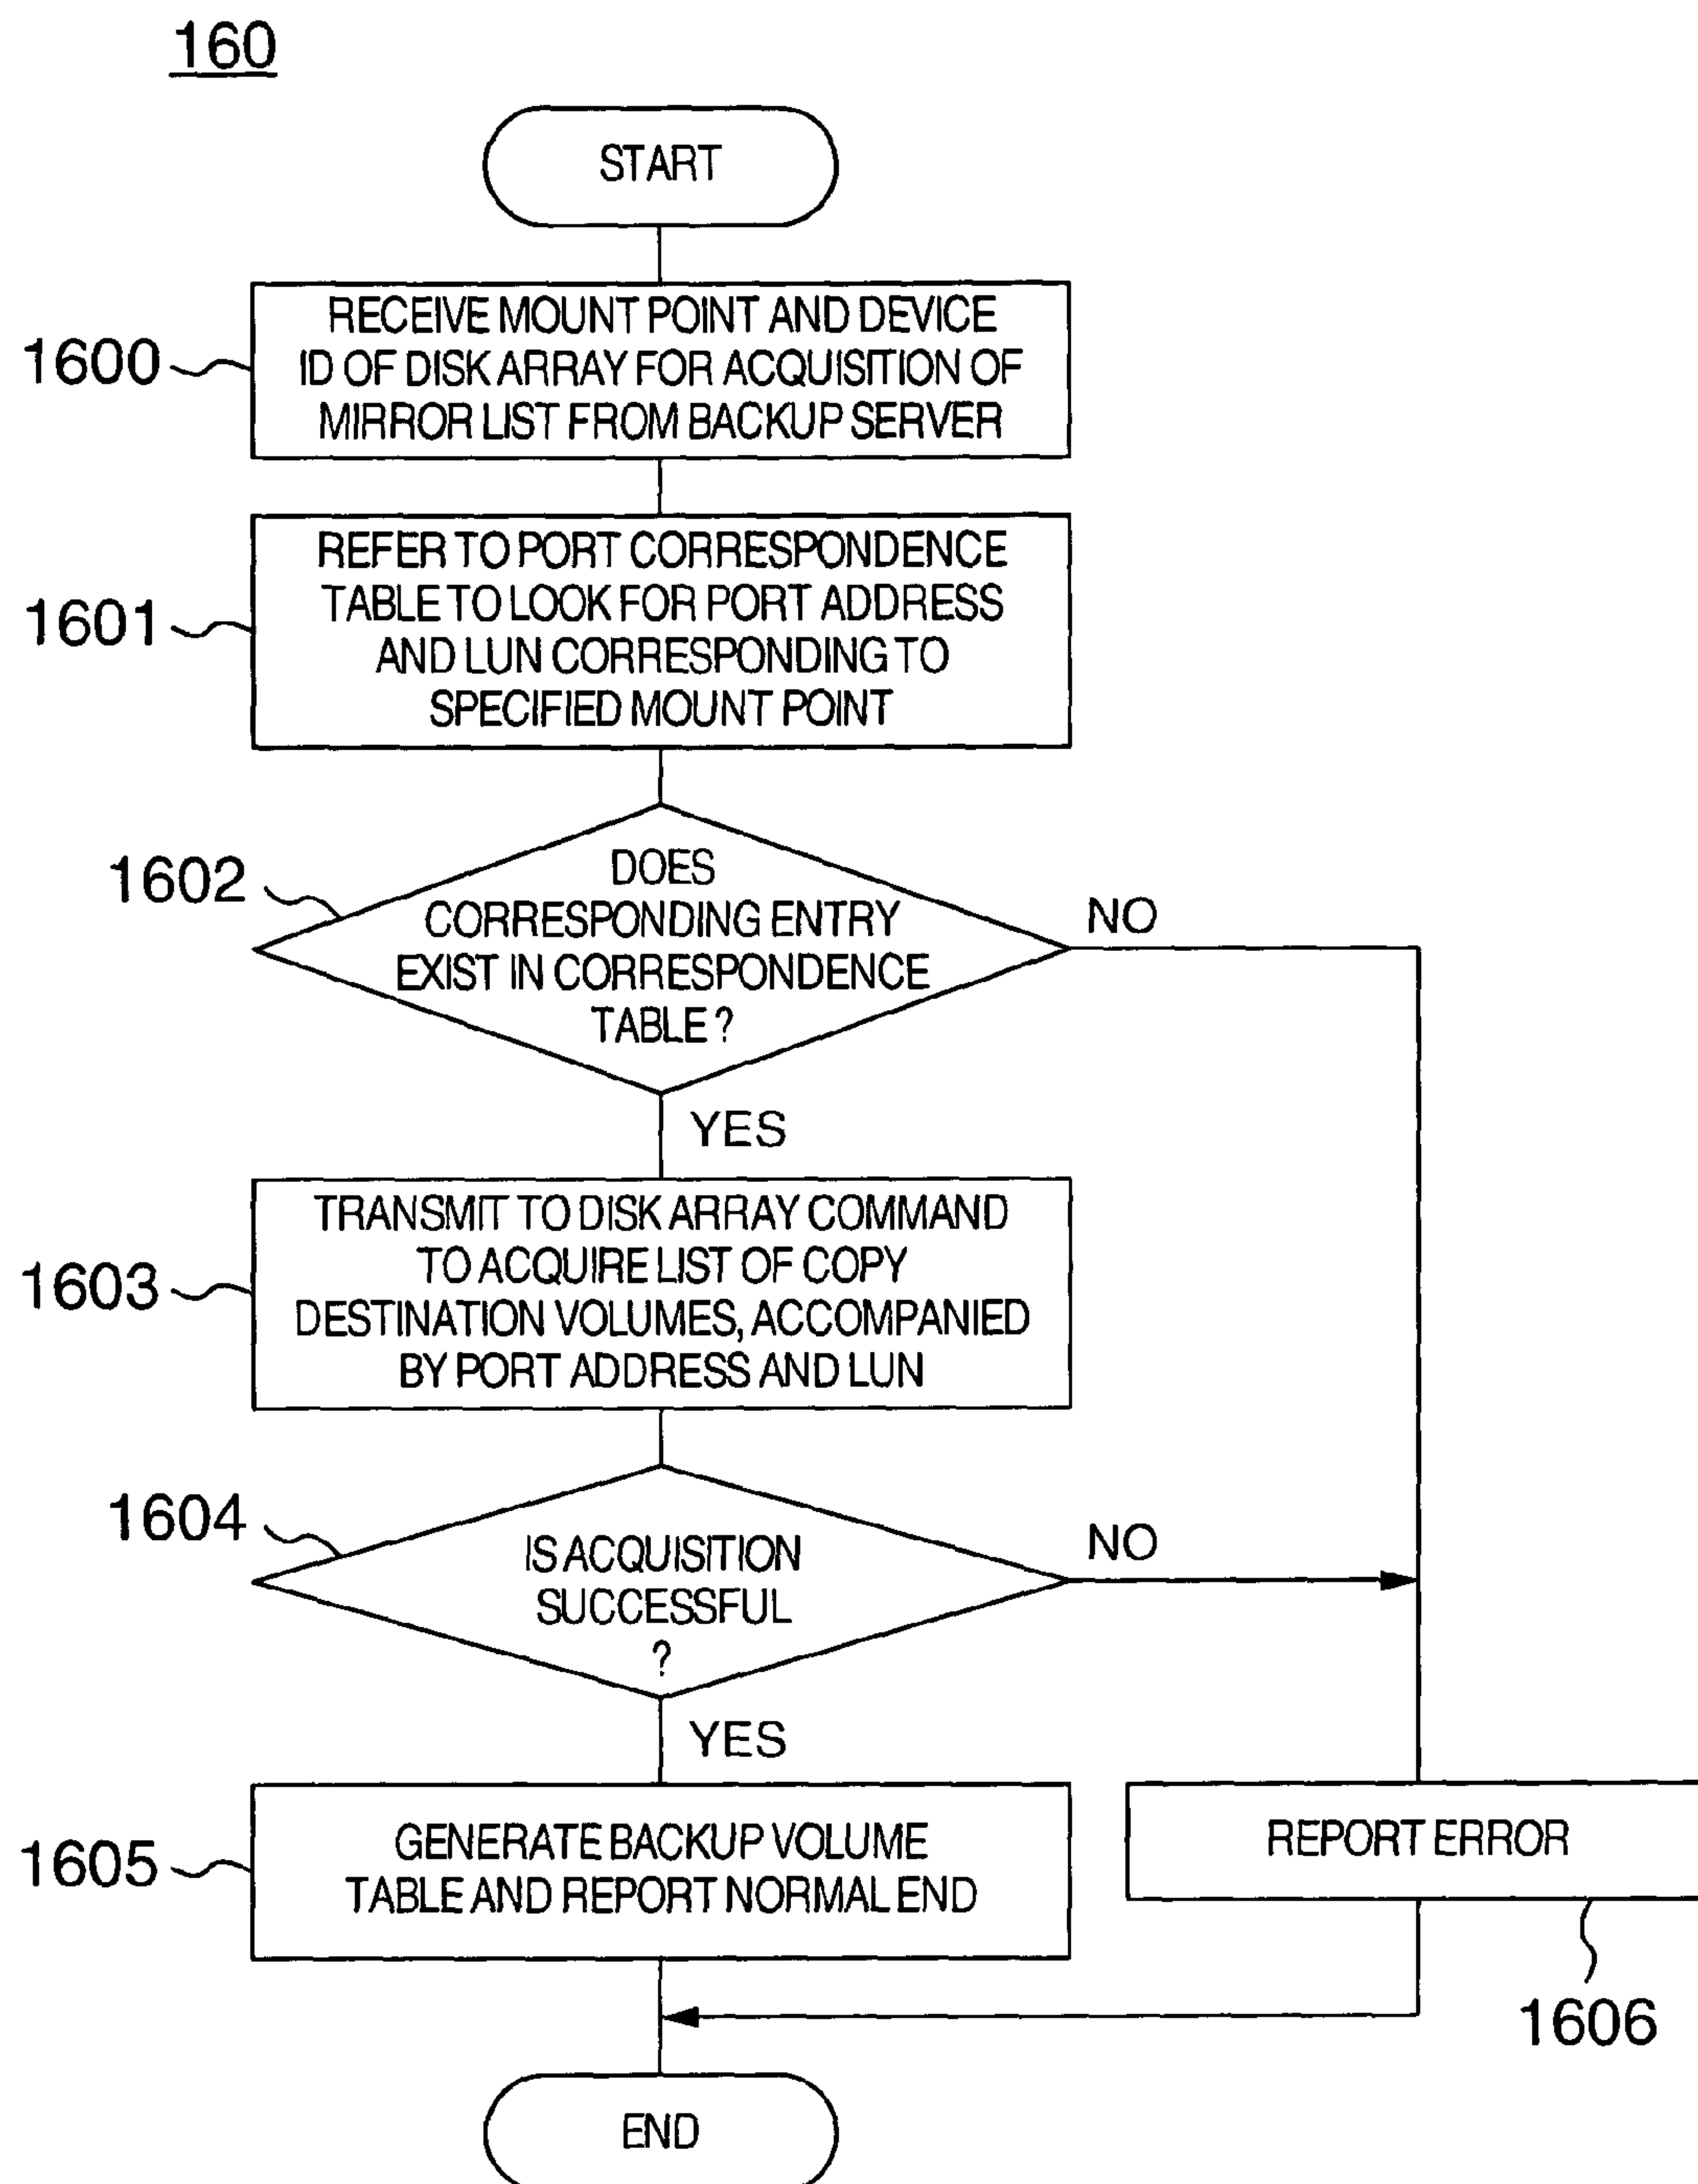 160
START
1600
RECEIVE MOUNT POINT AND DEVICE
ID OF DISK ARRAY FOR ACQUISITION OF
MIRROR LIST FROM BACKUP SERVER
1601
REFER TO PORT CORRESPONDENCE
TABLE TO LOOK FOR PORT ADDRESS
AND LUN CORRESPONDING TO
SPECIFIED MOUNT POINT
1602
DOES
CORRESPONDING ENTRY
EXIST IN CORRESPONDENCE
TABLE?
NO
YES
1603
TRANSMIT TO DISK ARRAY COMMAND
TO ACQUIRE LIST OF COPY
DESTINATION VOLUMES, ACCOMPANIED
BY PORT ADDRESS AND LUN
1604
IS ACQUISITION
SUCCESSFUL
?
NO
YES
1605
GENERATE BACKUP VOLUME
TABLE AND REPORT NORMAL END
REPORT ERROR
1606
END